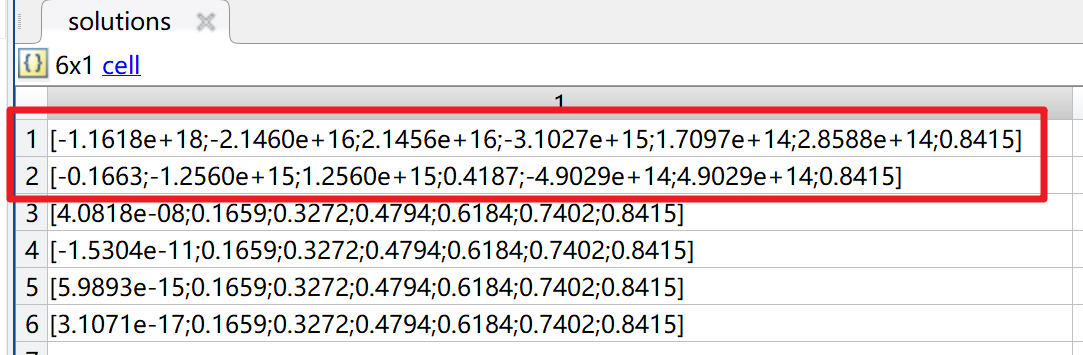 solutions
{} 6x1 cell
1
1 [-1.1618e+18;-2.1460e+16;2.1456e+16;-3.1027e+15;1.7097e+14;2.8588e+14;0.8415]
2 [-0.1663;-1.2560e+15;1.2560e+15;0.4187;-4.9029e+14;4.9029e+14;0.8415]
3 [4.0818e-08;0.1659;0.3272;0.4794;0.6184;0.7402;0.8415]
4 [-1.5304e-11;0.1659;0.3272;0.4794;0.6184;0.7402;0.8415]
5 [5.9893e-15;0.1659;0.3272;0.4794;0.6184;0.7402;0.8415]
6 [3.1071e-17;0.1659;0.3272;0.4794;0.6184;0.7402;0.8415]
7